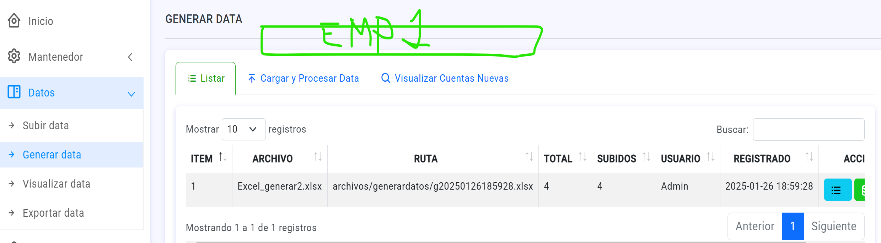 Inicio
Mantenedor
Datos
Subir data
Generar data
Visualizar data
Exportar data
GENERAR DATA
EMP 1
Listar
Cargar y Procesar Data
Visualizar Cuentas Nuevas
Mostrar 10 registros
Buscar:
ITEM ARCHIVO RUTA TOTAL SUBIDOS USUARIO REGISTRADO ACCI
1 Excel_generar2.xlsx archivos/generardatos/g20250126185928.xlsx 4 4 Admin 2025-01-26 18:59:28
Mostrando 1 a 1 de 1 registros
Anterior 1 Siguiente